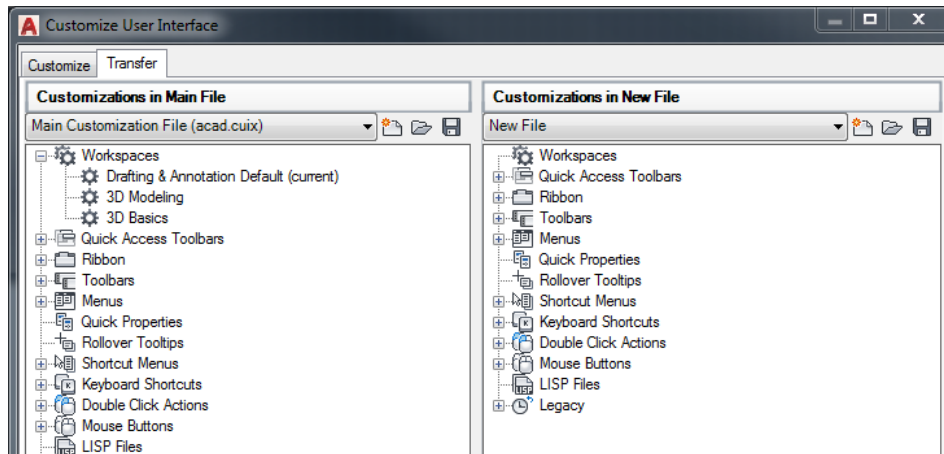 Customize User Interface
Customize Transfer
Customizations in Main File
Main Customization File (acad.cuix)
Workspaces
Drafting & Annotation Default (current)
3D Modeling
3D Basics
Quick Access Toolbars
Ribbon
Toolbars
Menus
Quick Properties
Rollover Tooltips
Shortcut Menus
Keyboard Shortcuts
Double Click Actions
Mouse Buttons
LISP Files
Customizations in New File
New File
Workspaces
Quick Access Toolbars
Ribbon
Toolbars
Menus
Quick Properties
Rollover Tooltips
Shortcut Menus
Keyboard Shortcuts
Double Click Actions
Mouse Buttons
LISP Files
Legacy